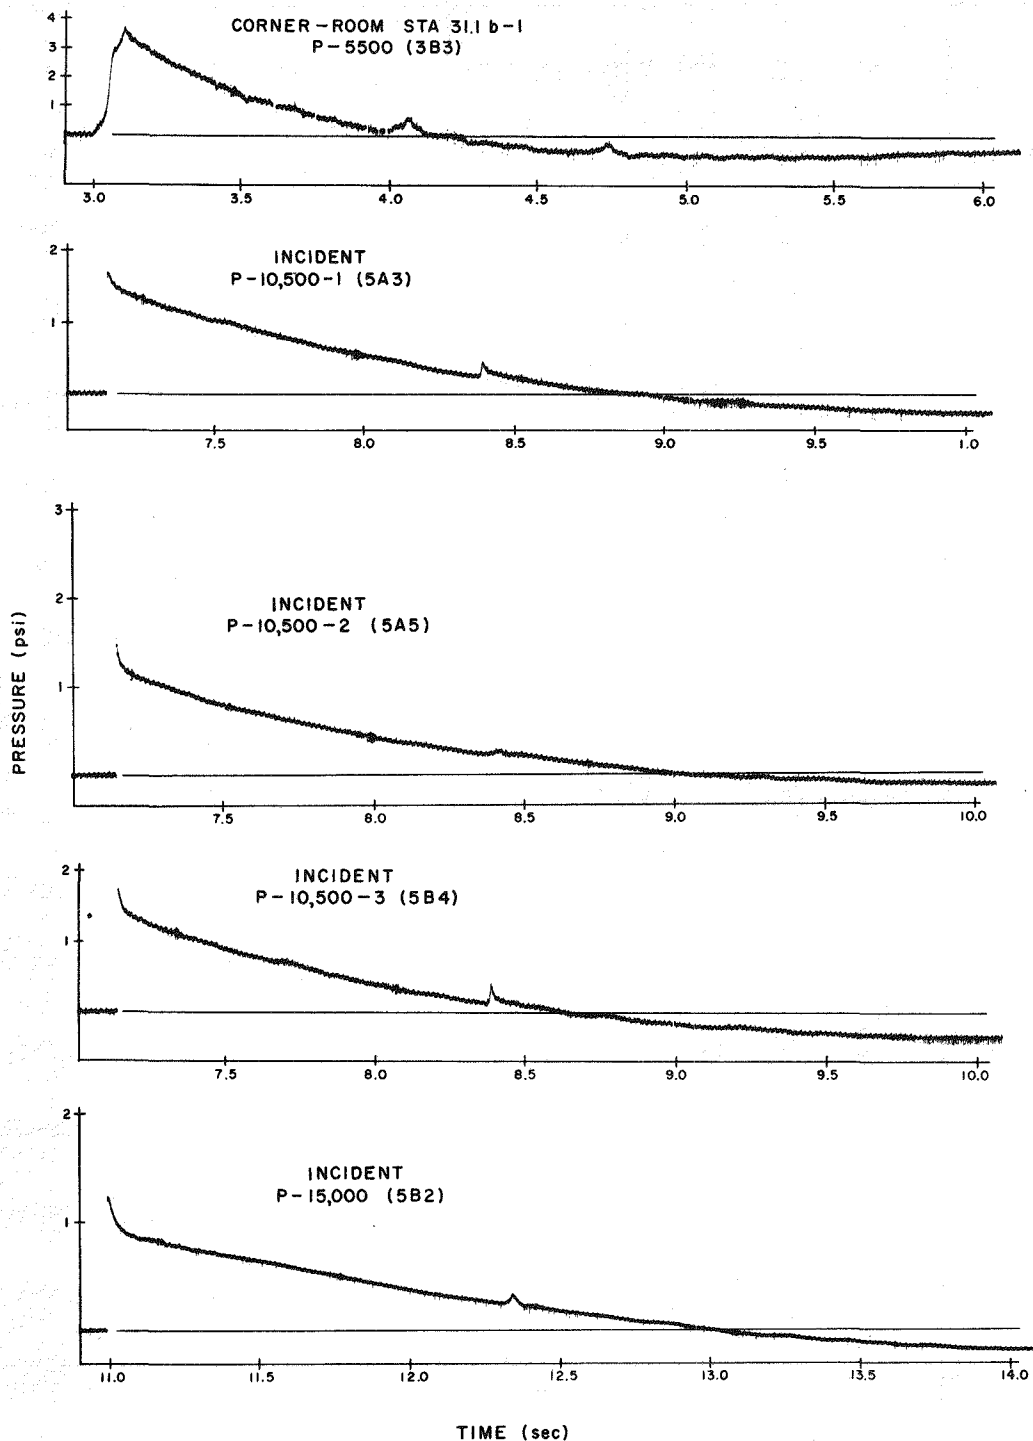 CORNER-ROOM STA 31.1 b-1
P-5500 (3B3)
4
3
2
1
3.0 3.5 4.0 4.5 5.0 5.5 6.0
INCIDENT
P-10,500-1 (5A3)
2
1
7.5 8.0 8.5 9.0 9.5 1.0
INCIDENT
P-10,500-2 (5A5)
3
2
1
7.5 8.0 8.5 9.0 9.5 10.0
PRESSURE (psi)
INCIDENT
P-10,500-3 (5B4)
2
1
7.5 8.0 8.5 9.0 9.5 10.0
INCIDENT
P-15,000 (5B2)
2
1
11.0 11.5 12.0 12.5 13.0 13.5 14.0
TIME (sec)